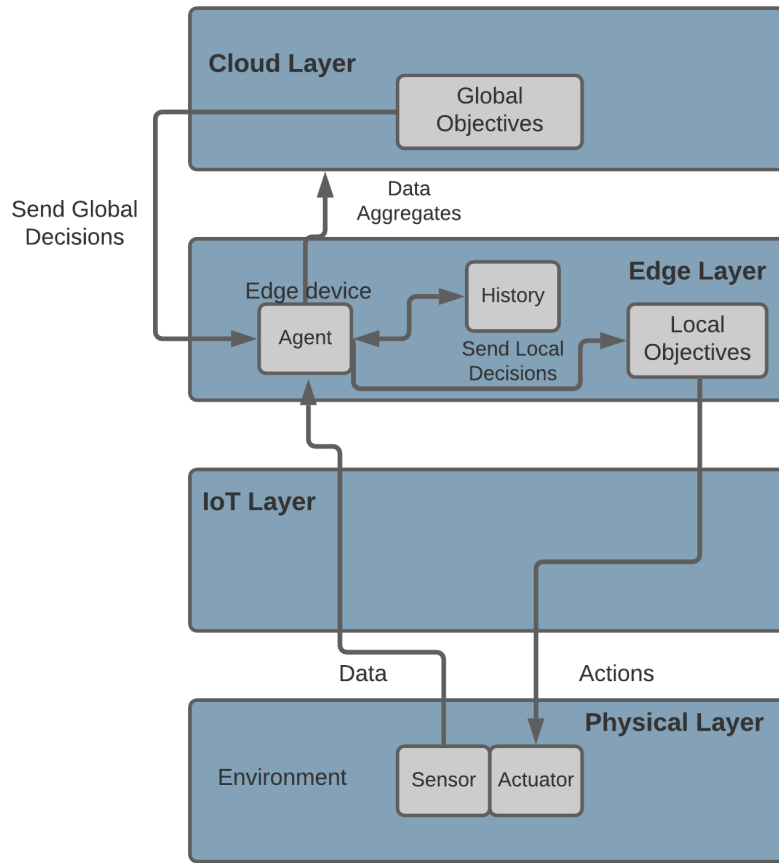 Cloud Layer
Global
Objectives
Send Global
Decisions
Data
Aggregates
Edge Layer
Edge device
Agent
History
Send Local
Decisions
Local
Objectives
IoT Layer
Data
Actions
Physical Layer
Environment
Sensor
Actuator